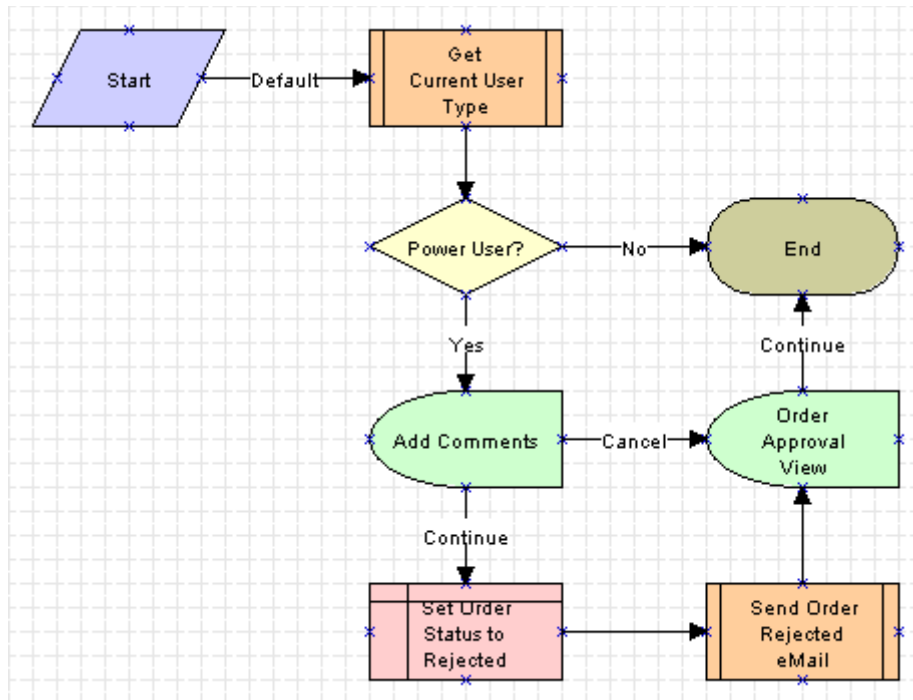 Get
Start
Default
Current User
Type
Power User?
No
End
Yes
Continue
Add Comments
Cancel
Order
Approval
View
Continue
Set Order
Status to
Rejected
Send Order
Rejected
eMail